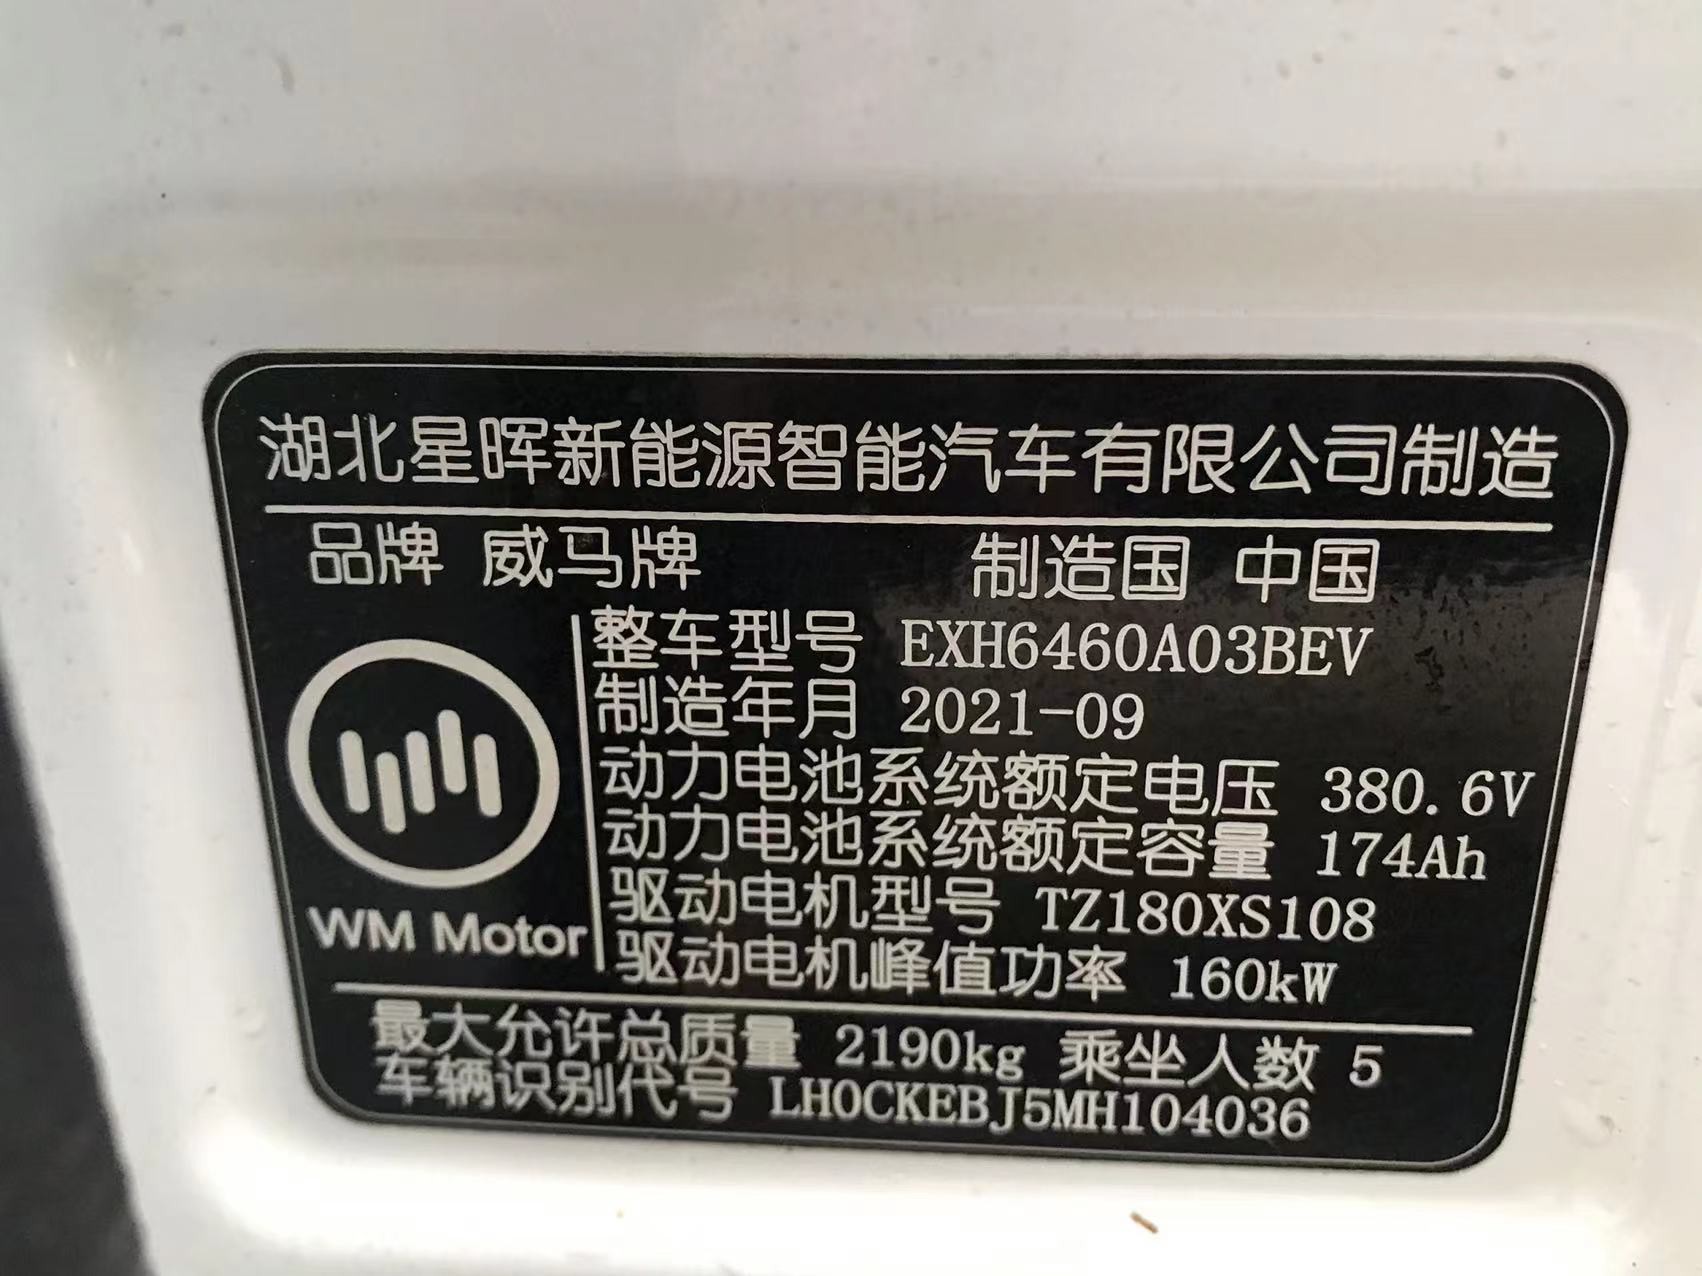 湖北星晖新能源智能汽车有限公司制造
品牌 威马牌 制造国 中国
整车型号 EXH6460A03BEV
制造年月 2021-09
动力电池系统额定电压 380.6V
动力电池系统额定容量 174Ah
驱动电机型号 TZ180XS108
驱动电机峰值功率 160kW
WM Motor
最大允许总质量 2190kg 乘坐人数 5
车辆识别代号 LH0CKEBJ5MH104036